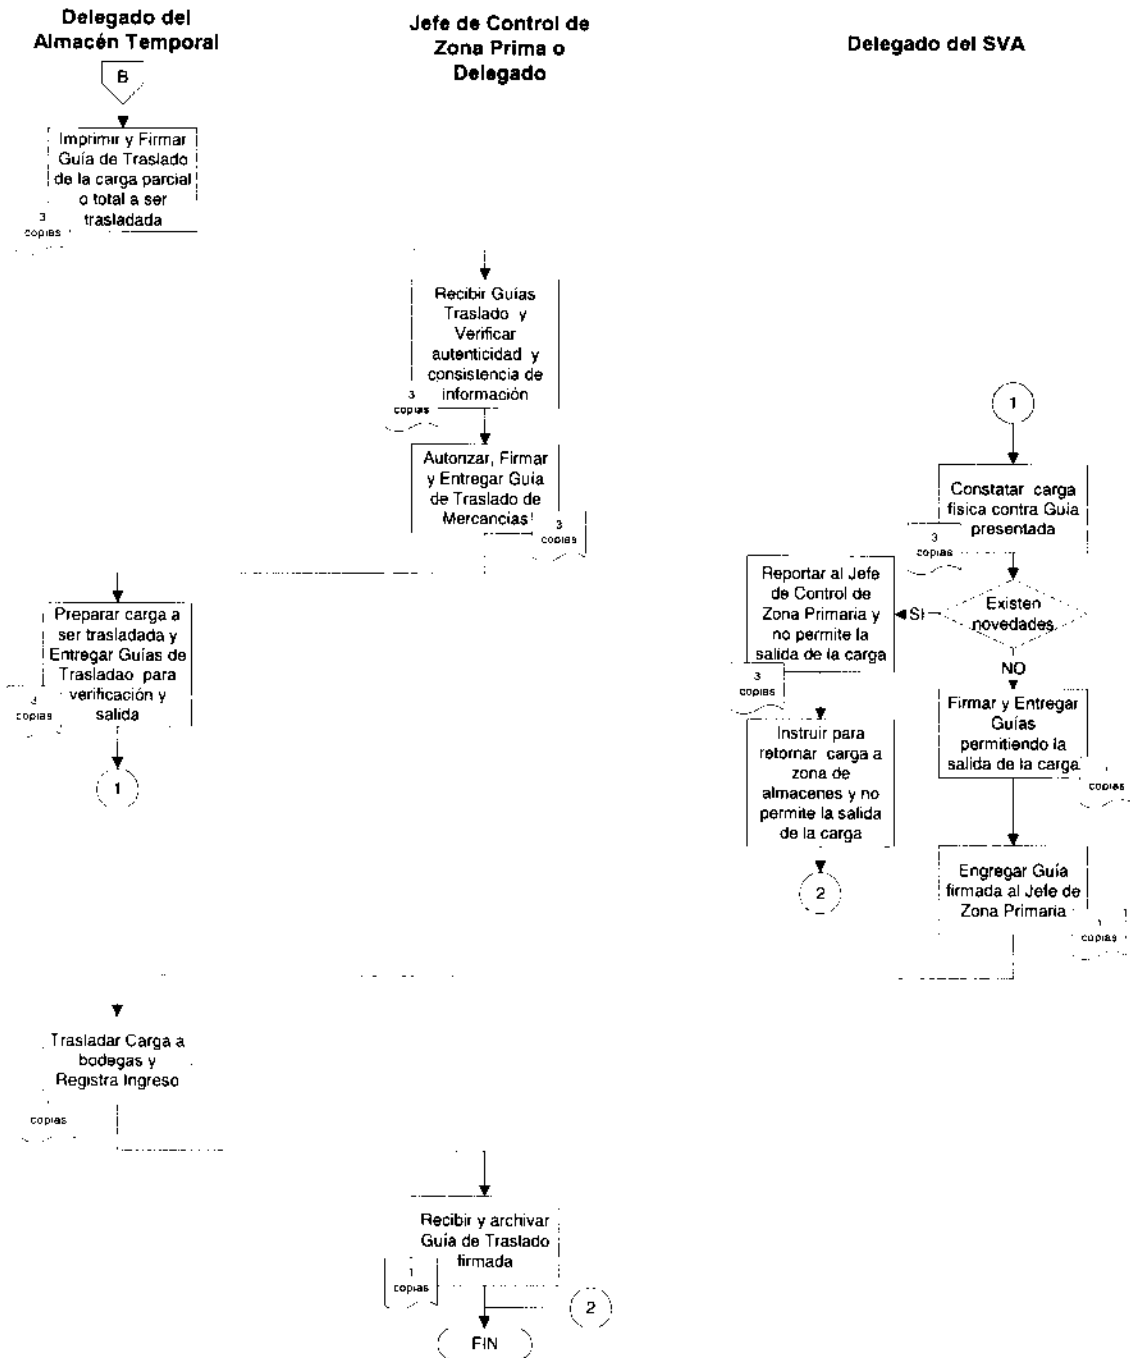 Delegado del
Almacén Temporal
Jefe de Control de
Zona Prima o
Delegado
Delegado del SVA
B
Imprimir y Firmar
Guía de Traslado
de la carga parcial
o total a ser
trasladada
3
copias
Recibir Guías
Traslado y
Verificar
autenticidad y
consistencia de
información
3
copias
Autorizar, Firmar
y Entregar Guía
de Traslado de
Mercancias
3
copias
Preparar carga a
ser trasladada y
Entregar Guías de
Trasladao para
verificación y
salida
3
copias
1
1
Constatar carga
física contra Guía
presentada
3
copias
Existen
novedades
SI
NO
Reportar al Jefe
de Control de
Zona Primaria y
no permite la
salida de la carga
3
copias
Instruir para
retornar carga a
zona de
almacenes y no
permite la salida
de la carga
2
Firmar y Entregar
Guías
permitiendo la
salida de la carga
copias
Engregar Guía
firmada al Jefe de
Zona Primaria
1
copias
Trasladar Carga a
bodegas y
Registra Ingreso
copias
Recibir y archivar
Guía de Traslado
firmada
1
copias
2
FIN